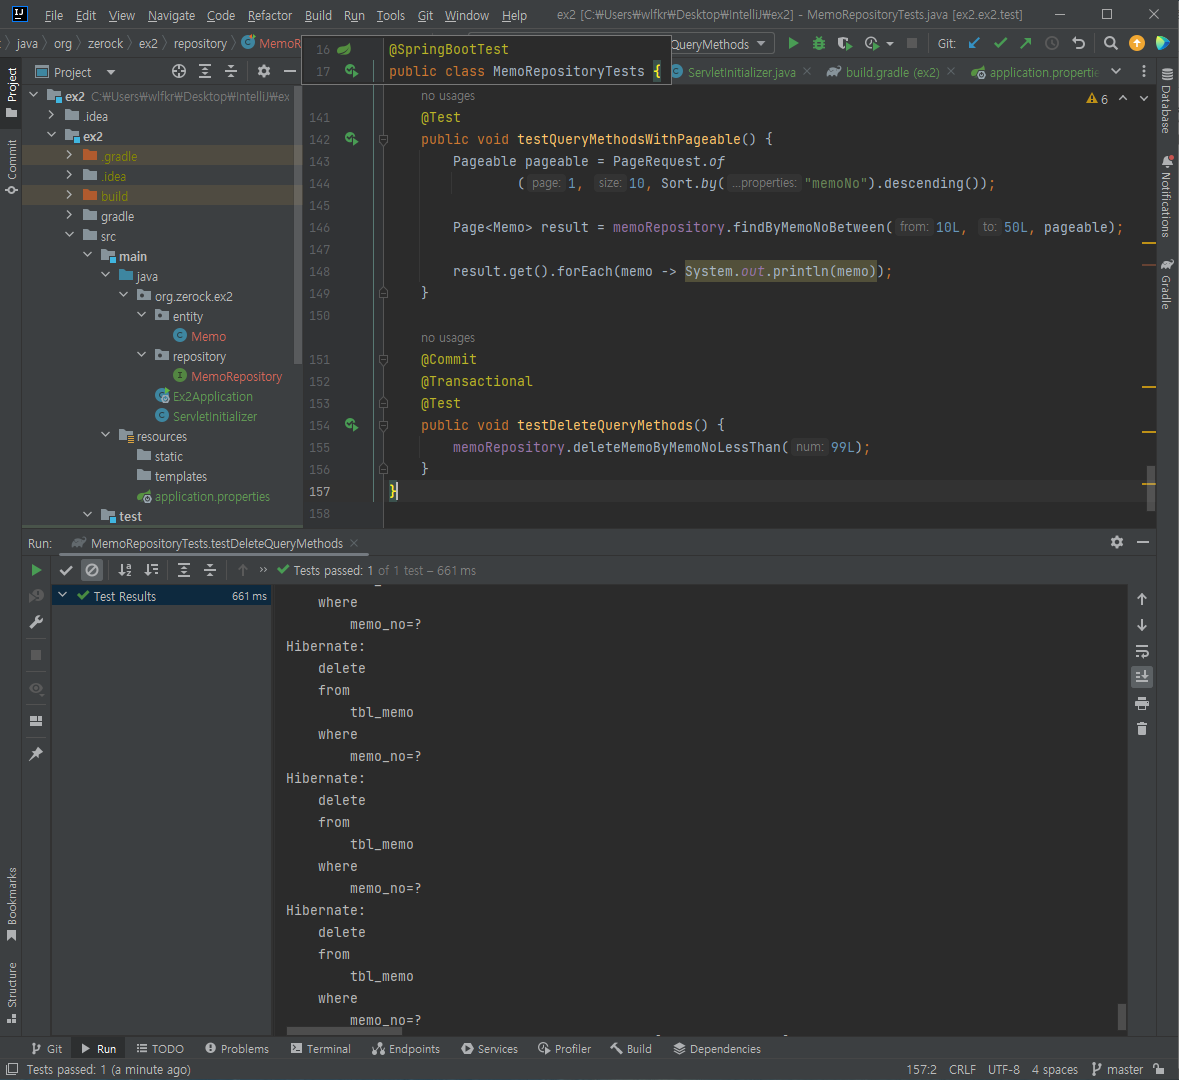 File Edit View Navigate Code Refactor Build Run Tools Git Window Help ex2 [C:₩Users₩wlfkr₩Desktop₩IntelliJ₩ex2] - MemoRepositoryTests.java [ex2.ex2.test]
java org zerock ex2 repository MemoR
QueryMethods Git:
16 @SpringBootTest
17 public class MemoRepositoryTests {
Project
ServletInitializer.java build.gradle (ex2) application.propertie
ex2 C:₩Users₩wlfkr₩Desktop₩IntelliJ₩ex
.idea
ex2
.gradle
.idea
build
gradle
src
main
java
org.zerock.ex2
entity
Memo
repository
MemoRepository
Ex2Application
ServletInitializer
resources
static
templates
application.properties
test
Project
Commit
Bookmarks
Structure
Database
Notifications
Gradle
6
no usages
141 @Test
142 public void testQueryMethodsWithPageable() {
143 Pageable pageable = PageRequest.of
144 ( page: 1, size: 10, Sort.by( ...properties: "memoNo").descending());
145
146 Page<Memo> result = memoRepository.findByMemoNoBetween( from: 10L, to: 50L, pageable);
147
148 result.get().forEach(memo -> System.out.println(memo));
149 }
150
no usages
151 @Commit
152 @Transactional
153 @Test
154 public void testDeleteQueryMethods() {
155 memoRepository.deleteMemoByMemoNoLessThan( num: 99L);
156 }
157 }
158
Run: MemoRepositoryTests.testDeleteQueryMethods
Tests passed: 1 of 1 test – 661 ms
Test Results 661 ms
where
memo_no=?
Hibernate:
delete
from
tbl_memo
where
memo_no=?
Hibernate:
delete
from
tbl_memo
where
memo_no=?
Hibernate:
delete
from
tbl_memo
where
memo_no=?
Git Run TODO Problems Terminal Endpoints Services Profiler Build Dependencies
Tests passed: 1 (a minute ago) 157:2 CRLF UTF-8 4 spaces master